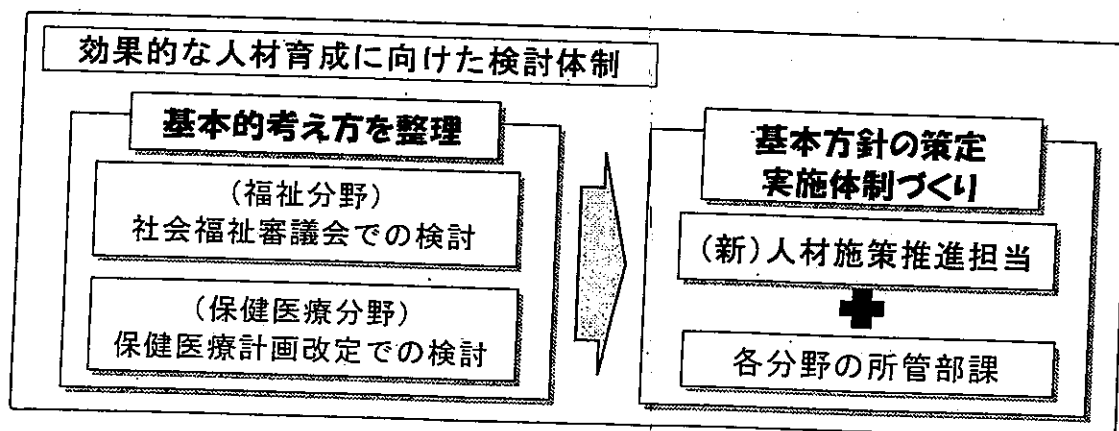 効果的な人材育成に向けた検討体制
基本的考え方を整理
(福祉分野)
社会福祉審議会での検討
(保健医療分野)
保健医療計画改定での検討
基本方針の策定
実施体制づくり
(新)人材施策推進担当
各分野の所管部課